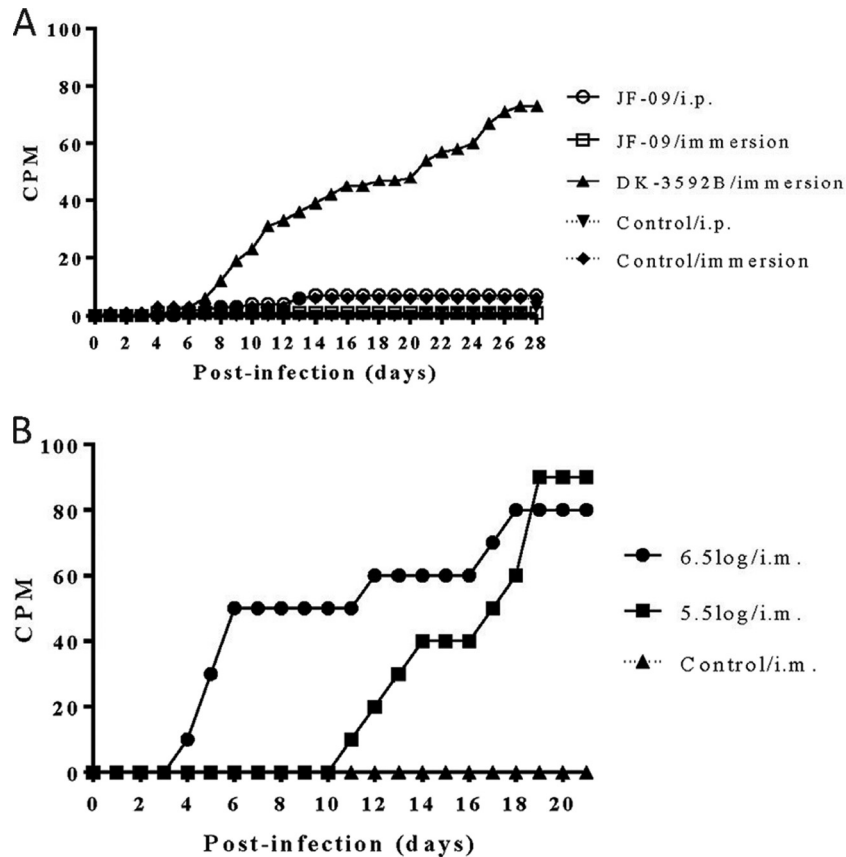 A
100
80
60
40
20
0
CPM
0 2 4 6 8 10 12 14 16 18 20 22 24 26 28
Post-infection (days)
JF-09/i.p.
JF-09/immersion
DK-3592B/immersion
Control/i.p.
Control/immersion
B
100
80
60
40
20
0
CPM
0 2 4 6 8 10 12 14 16 18 20
Post-infection (days)
6.5log/i.m.
5.5log/i.m.
Control/i.m.